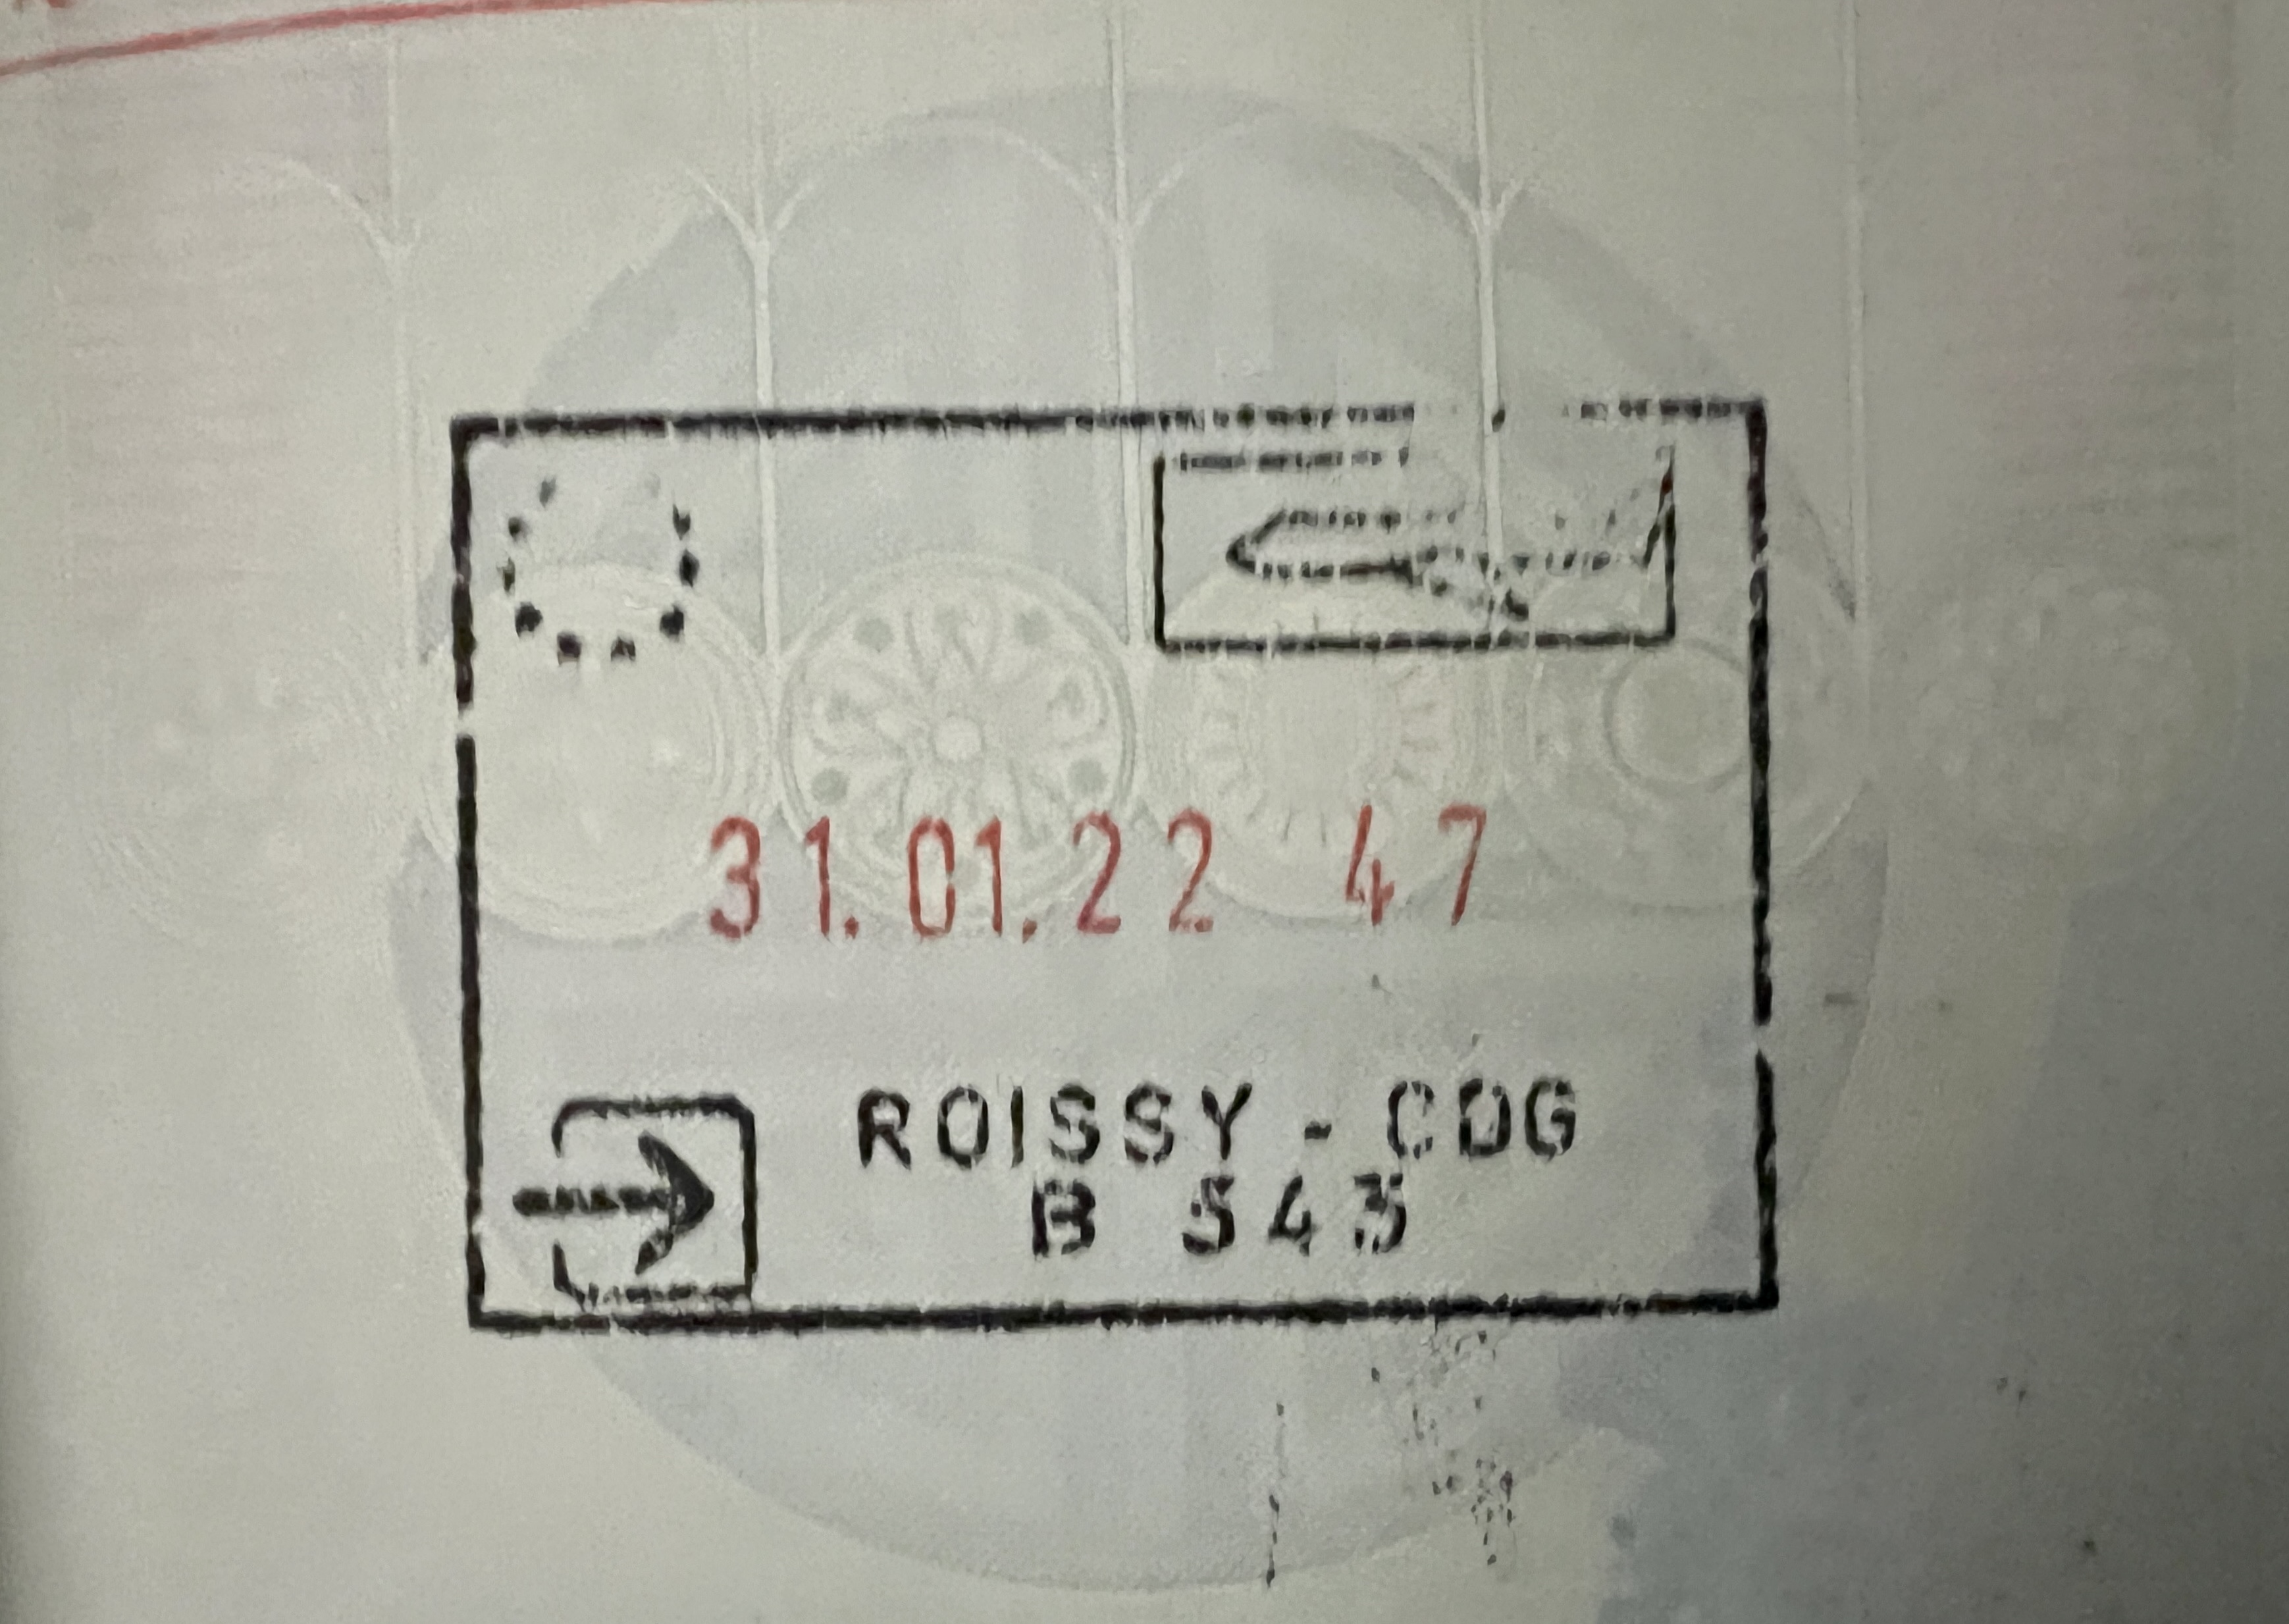 31.01.22 47
ROISSY - CDG
B 543